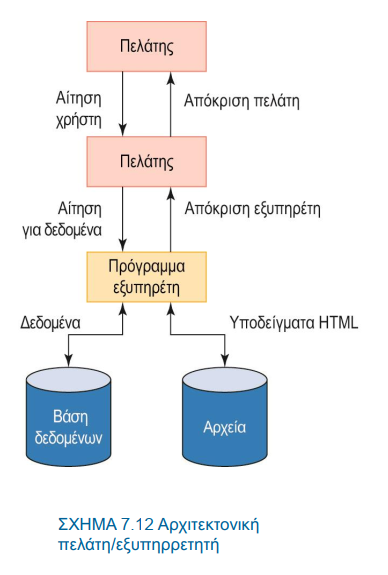 Πελάτης
Αίτηση
χρήστη
Απόκριση πελάτη
Πελάτης
Αίτηση
για δεδομένα
Απόκριση εξυπηρέτη
Πρόγραμμα
εξυπηρέτη
Δεδομένα
Υποδείγματα HTML
Βάση
δεδομένων
Αρχεία
ΣΧΗΜΑ 7.12 Αρχιτεκτονική
πελάτη/εξυπηρρετητή